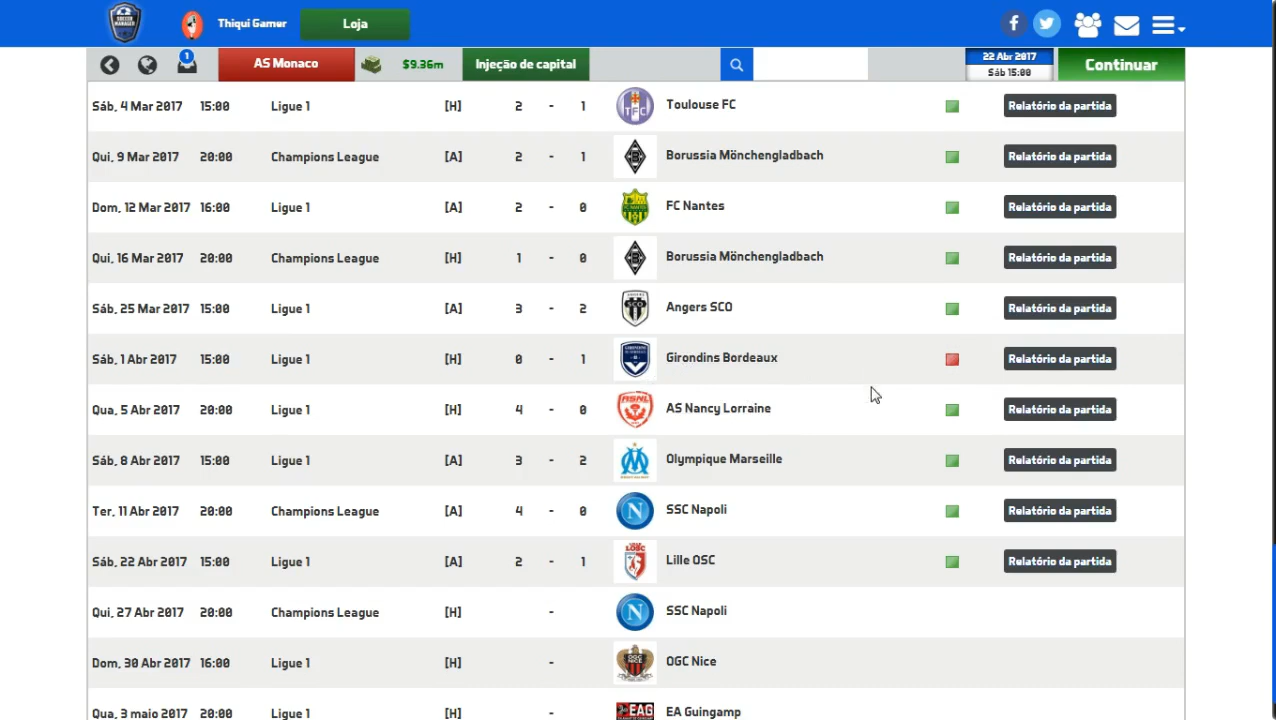 SOCCER MANAGER
Thiqui Gamer Loja
1 AS Monaco $9.36m Injeção de capital 22 Abr 2017 Sáb 15:00 Continuar
Sáb, 4 Mar 2017 15:00 Ligue 1 [H] 2 - 1 TFC Toulouse FC Relatório da partida
Qui, 9 Mar 2017 20:00 Champions League [A] 2 - 1 Borussia Mönchengladbach Relatório da partida
Dom, 12 Mar 2017 16:00 Ligue 1 [A] 2 - 0 FC Nantes Relatório da partida
Qui, 16 Mar 2017 20:00 Champions League [H] 1 - 0 Borussia Mönchengladbach Relatório da partida
Sáb, 25 Mar 2017 15:00 Ligue 1 [A] 3 - 2 SCO Angers SCO Relatório da partida
Sáb, 1 Abr 2017 15:00 Ligue 1 [H] 0 - 1 Girondins Bordeaux Relatório da partida
Qua, 5 Abr 2017 20:00 Ligue 1 [H] 4 - 0 ASNL AS Nancy Lorraine Relatório da partida
Sáb, 8 Abr 2017 15:00 Ligue 1 [A] 3 - 2 Olympique Marseille Relatório da partida
Ter, 11 Abr 2017 20:00 Champions League [A] 4 - 0 N SSC Napoli Relatório da partida
Sáb, 22 Abr 2017 15:00 Ligue 1 [A] 2 - 1 LOSC Lille OSC Relatório da partida
Qui, 27 Abr 2017 20:00 Champions League [H] - N SSC Napoli
Dom, 30 Abr 2017 16:00 Ligue 1 [H] - OGC NICE OGC Nice
Qua, 3 maio 2017 20:00 Ligue 1 [H] - EAG EA Guingamp